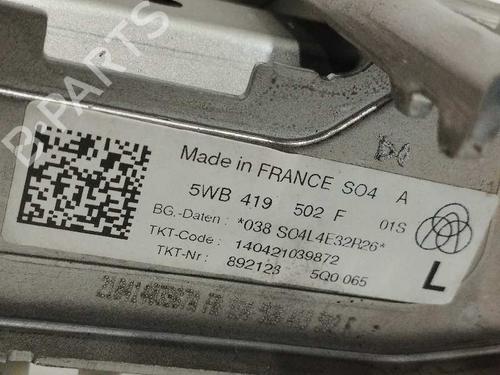 B-PARTS
Made in FRANCE SO4 A
5WB 419 502 F 01S
BG.-Daten : *038 SO4L4E32R26*
TKT-Code : 140421039872
TKT-Nr : 892123 5Q0 065
L